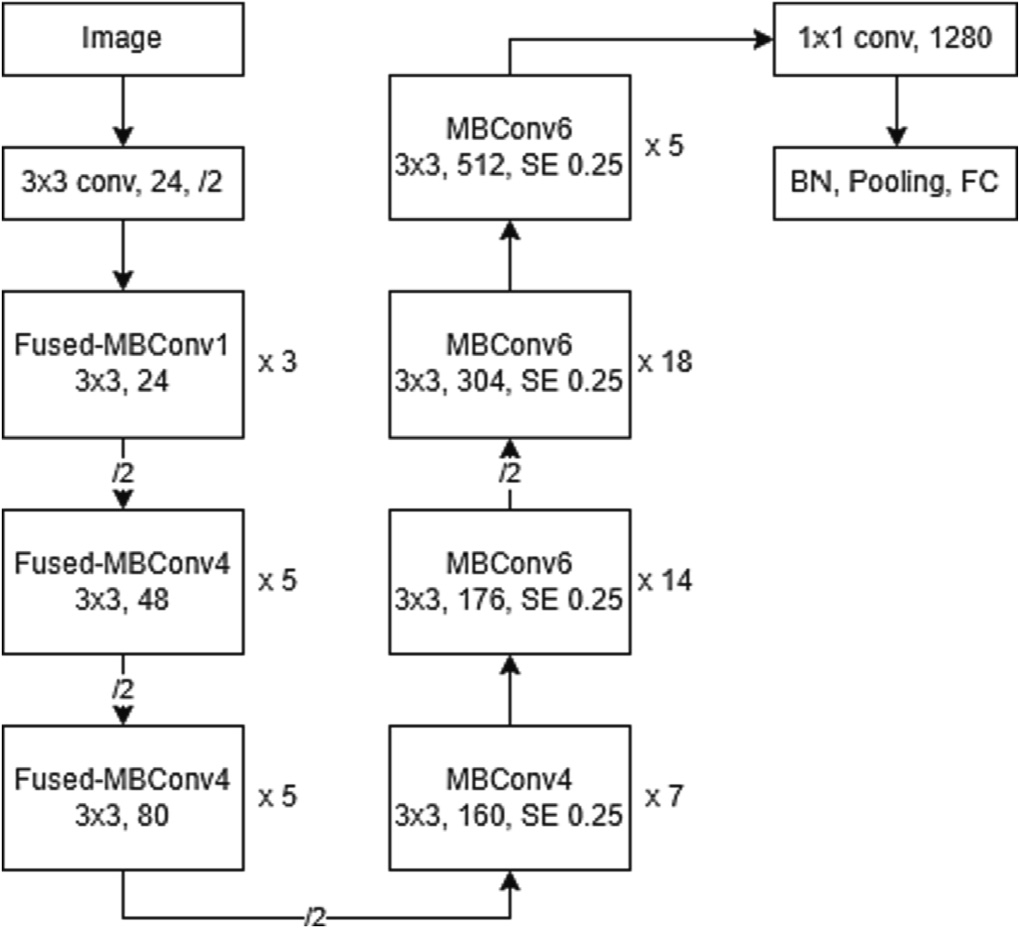 Image
3x3 conv, 24, /2
Fused-MBConv1
3x3, 24
x 3
/2
Fused-MBConv4
3x3, 48
x 5
/2
Fused-MBConv4
3x3, 80
x 5
/2
MBConv4
3x3, 160, SE 0.25
x 7
MBConv6
3x3, 176, SE 0.25
x 14
/2
MBConv6
3x3, 304, SE 0.25
x 18
MBConv6
3x3, 512, SE 0.25
x 5
1x1 conv, 1280
BN, Pooling, FC